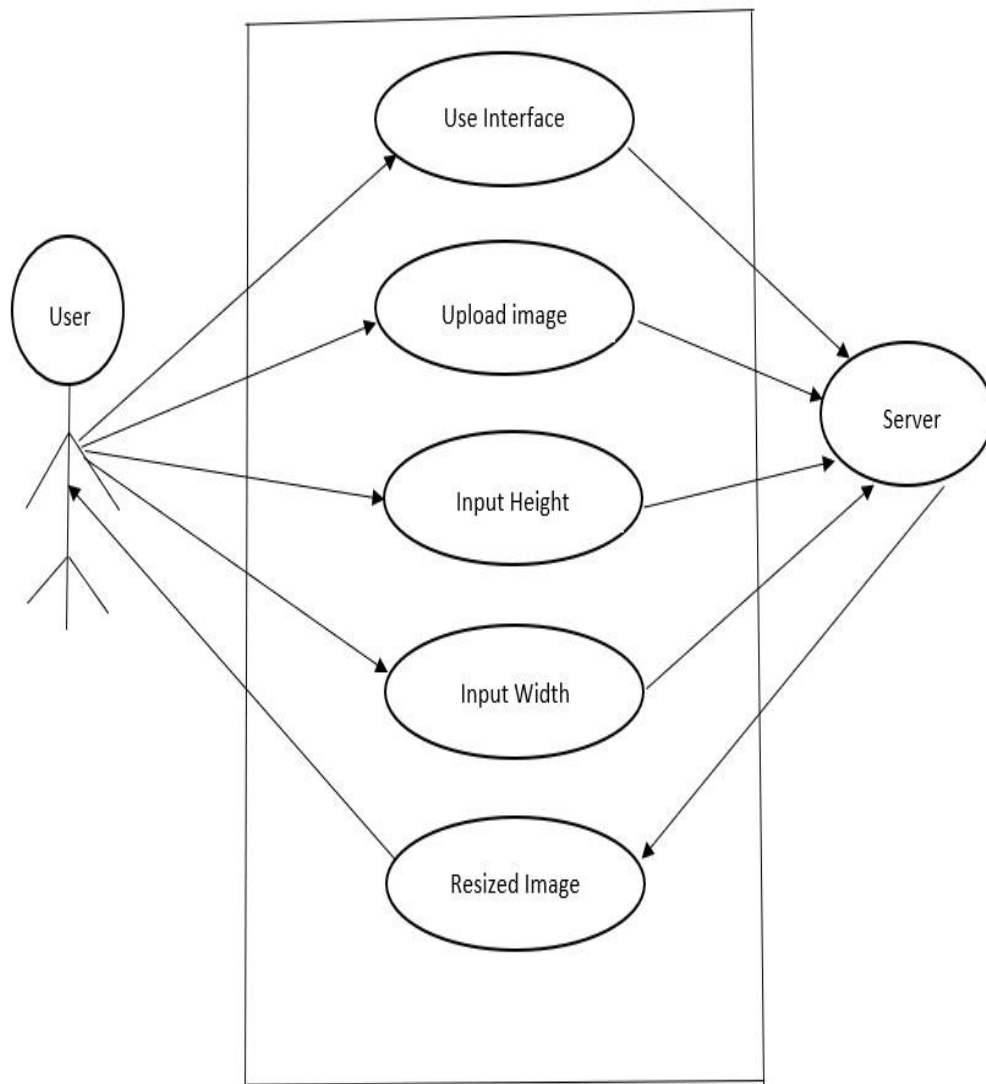 Use Interface
User
Upload image
Server
Input Height
Input Width
Resized Image